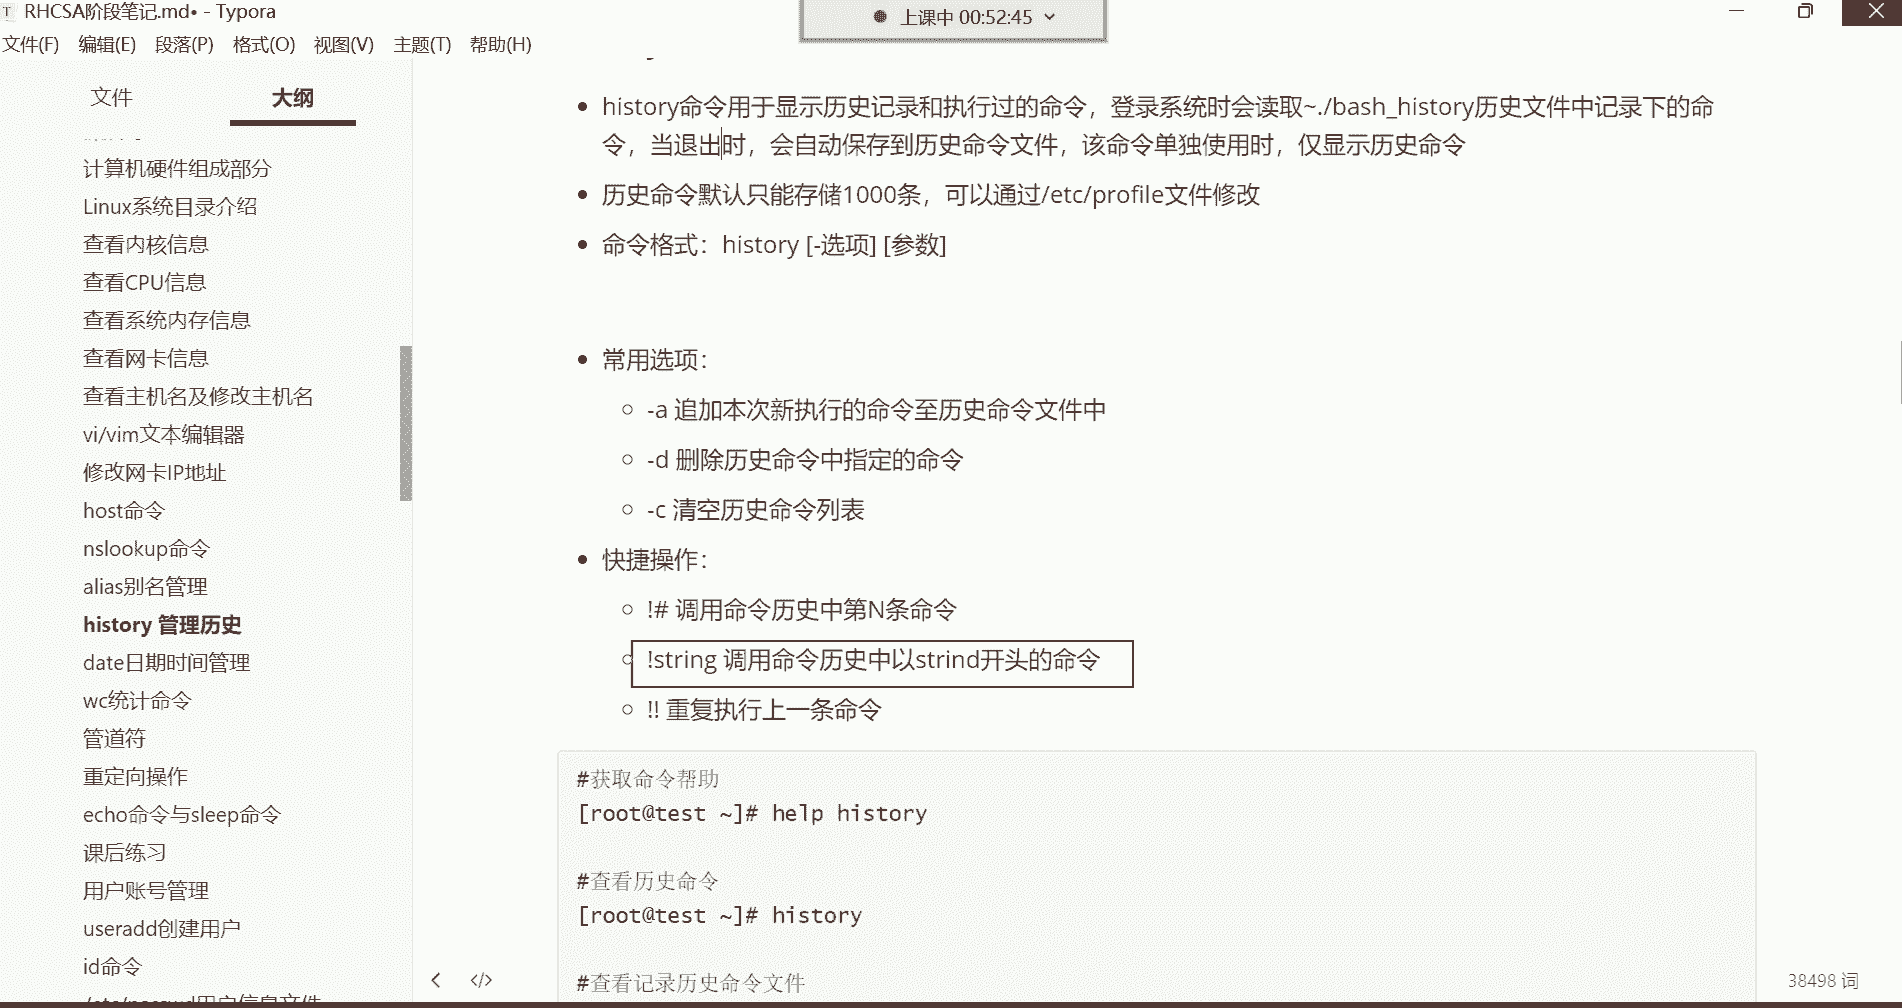 RHCSA阶段笔记.md• - Typora
上课中 00:52:45
文件(F) 编辑(E) 段落(P) 格式(O) 视图(V) 主题(T) 帮助(H)
文件 大纲
计算机硬件组成部分
Linux系统目录介绍
查看内核信息
查看CPU信息
查看系统内存信息
查看网卡信息
查看主机名及修改主机名
vi/vim文本编辑器
修改网卡IP地址
host命令
nslookup命令
alias别名管理
history 管理历史
date日期时间管理
wc统计命令
管道符
重定向操作
echo命令与sleep命令
课后练习
用户账号管理
useradd创建用户
id命令
/etc/passwd用户信息文件
history命令用于显示历史记录和执行过的命令，登录系统时会读取~./bash_history历史文件中记录下的命
令，当退出时，会自动保存到历史命令文件，该命令单独使用时，仅显示历史命令
历史命令默认只能存储1000条，可以通过/etc/profile文件修改
命令格式：history [-选项] [参数]
常用选项：
-a 追加本次新执行的命令至历史命令文件中
-d 删除历史命令中指定的命令
-c 清空历史命令列表
快捷操作：
!# 调用命令历史中第N条命令
!string 调用命令历史中以strind开头的命令
!! 重复执行上一条命令
#获取命令帮助
[root@test ~]# help history
#查看历史命令
[root@test ~]# history
#查看记录历史命令文件
38498 词